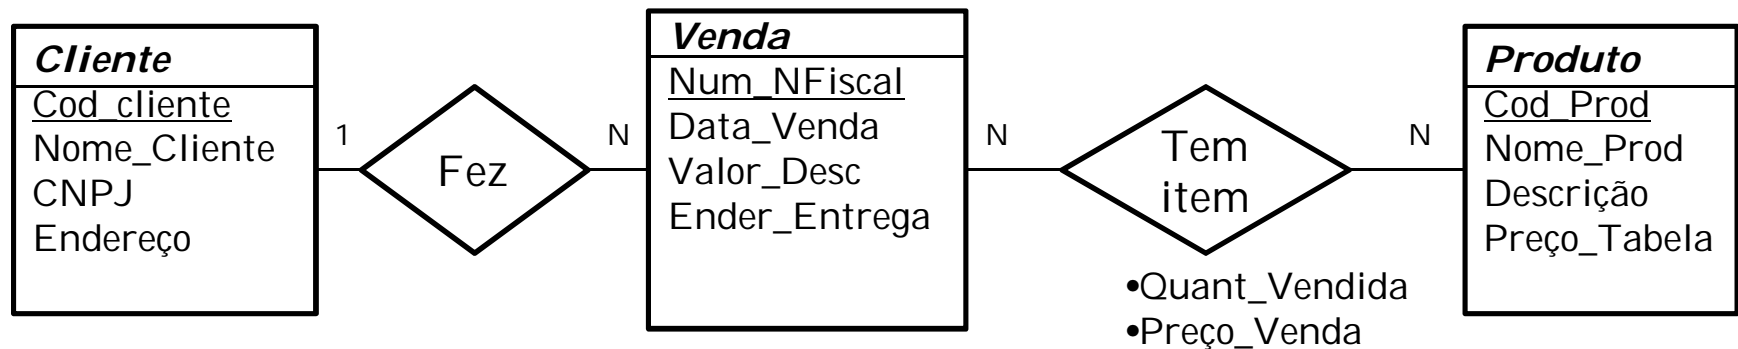 Cliente
Cod_cliente
Nome_Cliente
CNPJ
Endereço
1
Fez
N
Venda
Num_NFiscal
Data_Venda
Valor_Desc
Ender_Entrega
N
Tem
item
•Quant_Vendida
•Preço_Venda
N
Produto
Cod_Prod
Nome_Prod
Descrição
Preço_Tabela